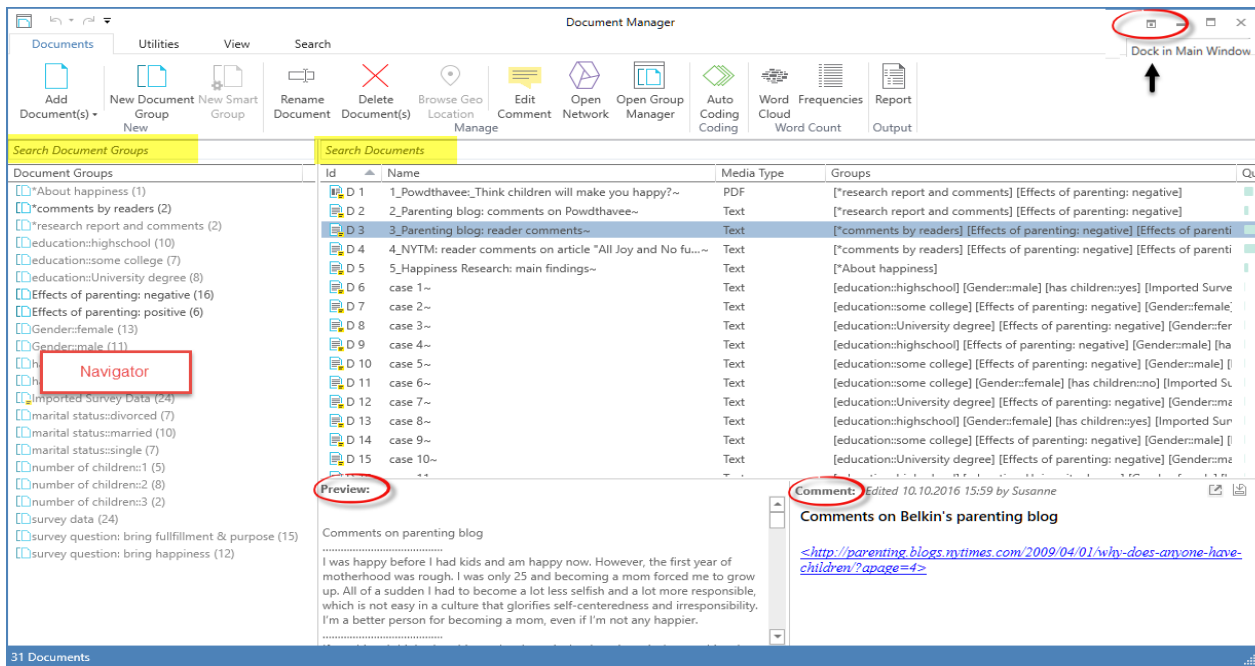 Document Manager
Documents Utilities View Search
Dock in Main Window
Add Document(s) New Document Group New Smart Group Rename Document Delete Document(s) Browse Geo Location Edit Comment Open Network Open Group Manager Auto Coding Word Cloud Frequencies Report
New Manage Coding Word Count Output
Search Document Groups
Document Groups
*About happiness (1)
*comments by readers (2)
*research report and comments (2)
education::highschool (10)
education::some college (7)
education::University degree (8)
Effects of parenting: negative (16)
Effects of parenting: positive (6)
Gender::female (13)
Gender::male (11)
Navigator
Imported Survey Data (24)
marital status::divorced (7)
marital status::married (10)
marital status::single (7)
number of children::1 (5)
number of children::2 (8)
number of children::3 (2)
survey data (24)
survey question: bring fullfillment & purpose (15)
survey question: bring happiness (12)
Search Documents
Id Name Media Type Groups Qu
D 1 1_Powdthavee:_Think children will make you happy?~ PDF [*research report and comments] [Effects of parenting: negative]
D 2 2_Parenting blog: comments on Powdthavee~ Text [*research report and comments] [Effects of parenting: negative]
D 3 3_Parenting blog: reader comments~ Text [*comments by readers] [Effects of parenting: negative] [Effects of parenti
D 4 4_NYTM: reader comments on article "All Joy and No fu...~ Text [*comments by readers] [Effects of parenting: negative] [Effects of parenti
D 5 5_Happiness Research: main findings~ Text [*About happiness]
D 6 case 1~ Text [education::highschool] [Gender::male] [has children::yes] [Imported Surve
D 7 case 2~ Text [education::some college] [Effects of parenting: negative] [Gender::female]
D 8 case 3~ Text [education::University degree] [Effects of parenting: negative] [Gender::fer
D 9 case 4~ Text [education::highschool] [Effects of parenting: negative] [Gender::male] [ha
D 10 case 5~ Text [education::some college] [Effects of parenting: negative] [Gender::male] [
D 11 case 6~ Text [education::some college] [Gender::female] [has children::no] [Imported Su
D 12 case 7~ Text [education::University degree] [Effects of parenting: negative] [Gender::ma
D 13 case 8~ Text [education::highschool] [Gender::female] [has children::yes] [Imported Sur
D 14 case 9~ Text [education::some college] [Effects of parenting: negative] [Gender::male] [
D 15 case 10~ Text [education::University degree] [Effects of parenting: negative] [Gender::ma
Preview:
Comments on parenting blog
........................................
I was happy before I had kids and am happy now. However, the first year of
motherhood was rough. I was only 25 and becoming a mom forced me to grow
up. All of a sudden I had to become a lot less selfish and a lot more responsible,
which is not easy in a culture that glorifies self-centeredness and irresponsibility.
I'm a better person for becoming a mom, even if I'm not any happier.
........................................
Comment: Edited 10.10.2016 15:59 by Susanne
Comments on Belkin's parenting blog
<http://parenting.blogs.nytimes.com/2009/04/01/why-does-anyone-have-
children/?apage=4>
31 Documents